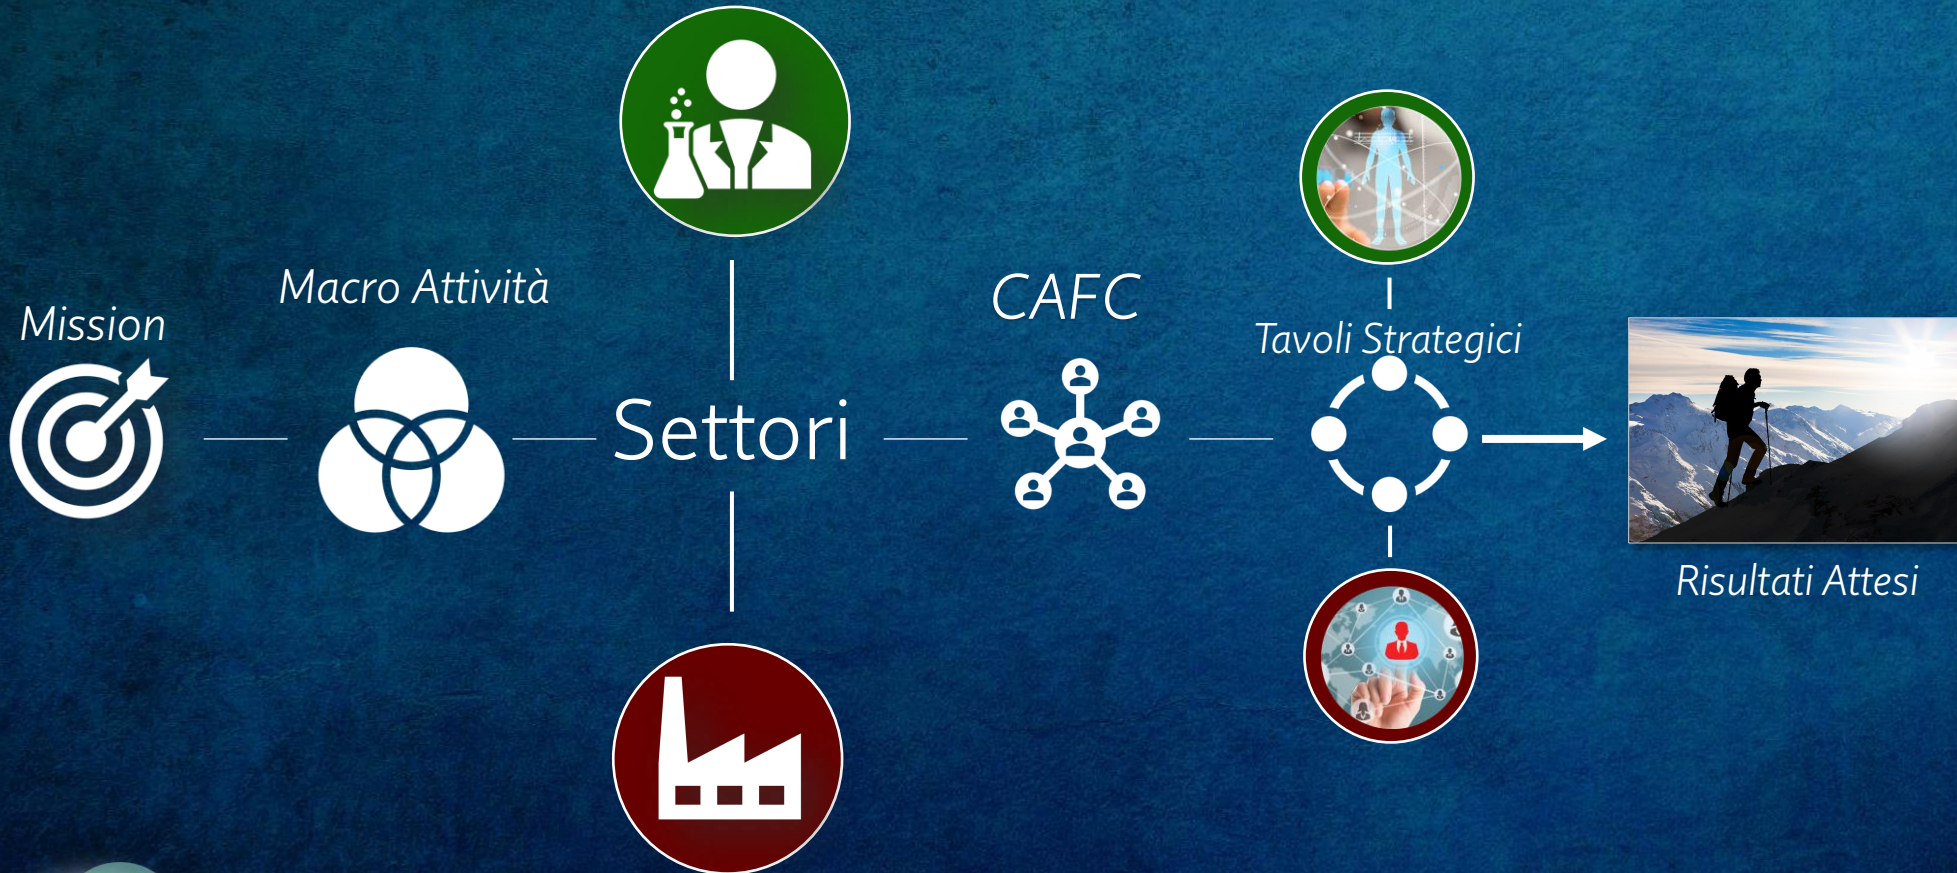 Mission
Macro Attività
Settori
CAFC
Tavoli Strategici
Risultati Attesi